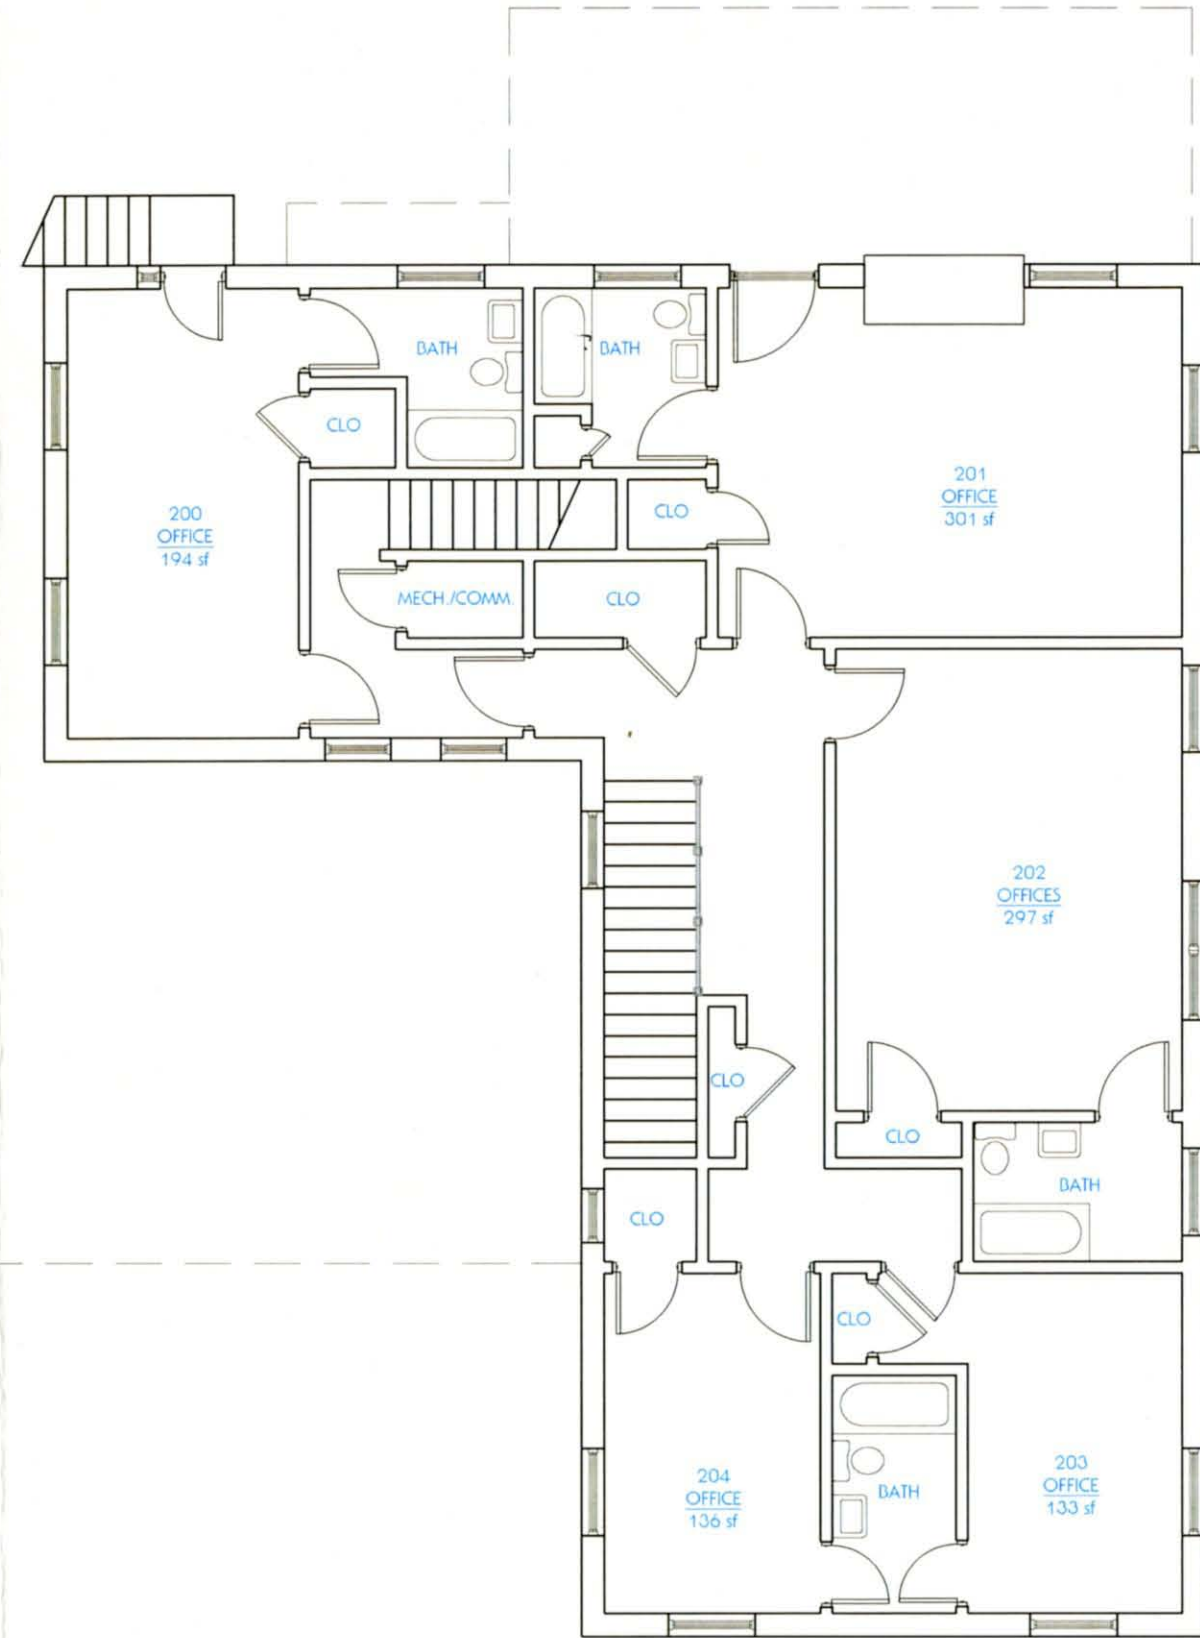 BATH
BATH
CLO
200
OFFICE
194 sf
CLO
201
OFFICE
301 sf
MECH./COMM.
CLO
202
OFFICES
297 sf
CLO
CLO
BATH
CLO
CLO
204
OFFICE
136 sf
BATH
203
OFFICE
133 sf